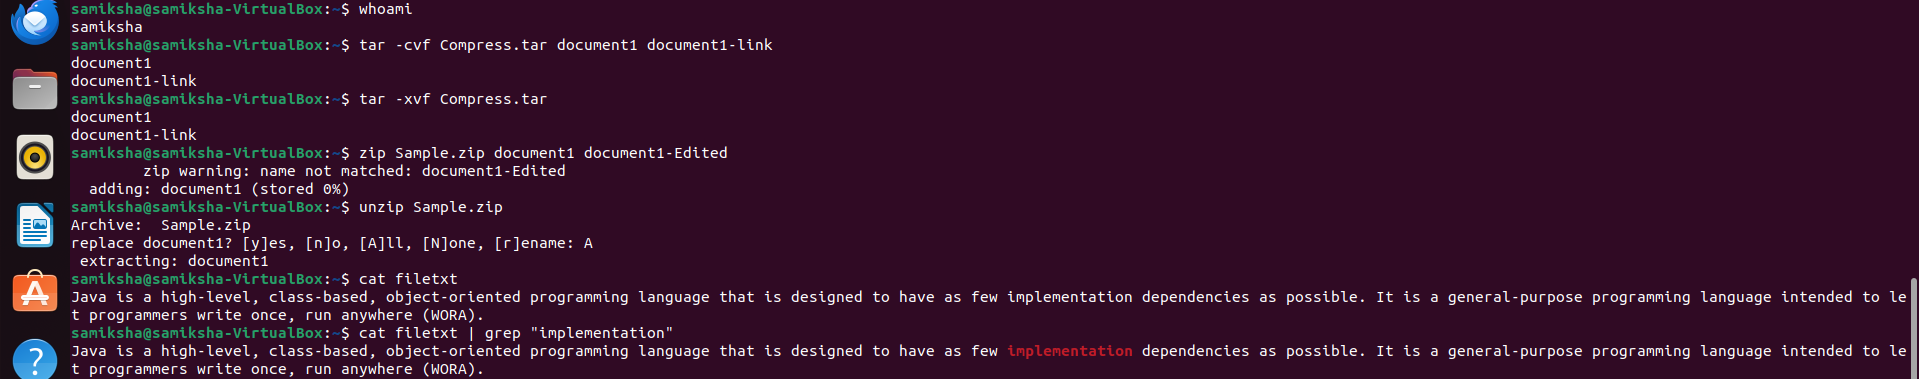 samiksha@samiksha-VirtualBox:~$ whoami
samiksha
samiksha@samiksha-VirtualBox:~$ tar -cvf Compress.tar document1 document1-link
document1
document1-link
samiksha@samiksha-VirtualBox:~$ tar -xvf Compress.tar
document1
document1-link
samiksha@samiksha-VirtualBox:~$ zip Sample.zip document1 document1-Edited
        zip warning: name not matched: document1-Edited
  adding: document1 (stored 0%)
samiksha@samiksha-VirtualBox:~$ unzip Sample.zip
Archive:  Sample.zip
replace document1? [y]es, [n]o, [A]ll, [N]one, [r]ename: A
 extracting: document1
samiksha@samiksha-VirtualBox:~$ cat filetxt
Java is a high-level, class-based, object-oriented programming language that is designed to have as few implementation dependencies as possible. It is a general-purpose programming language intended to le
t programmers write once, run anywhere (WORA).
samiksha@samiksha-VirtualBox:~$ cat filetxt | grep "implementation"
Java is a high-level, class-based, object-oriented programming language that is designed to have as few implementation dependencies as possible. It is a general-purpose programming language intended to le
t programmers write once, run anywhere (WORA).